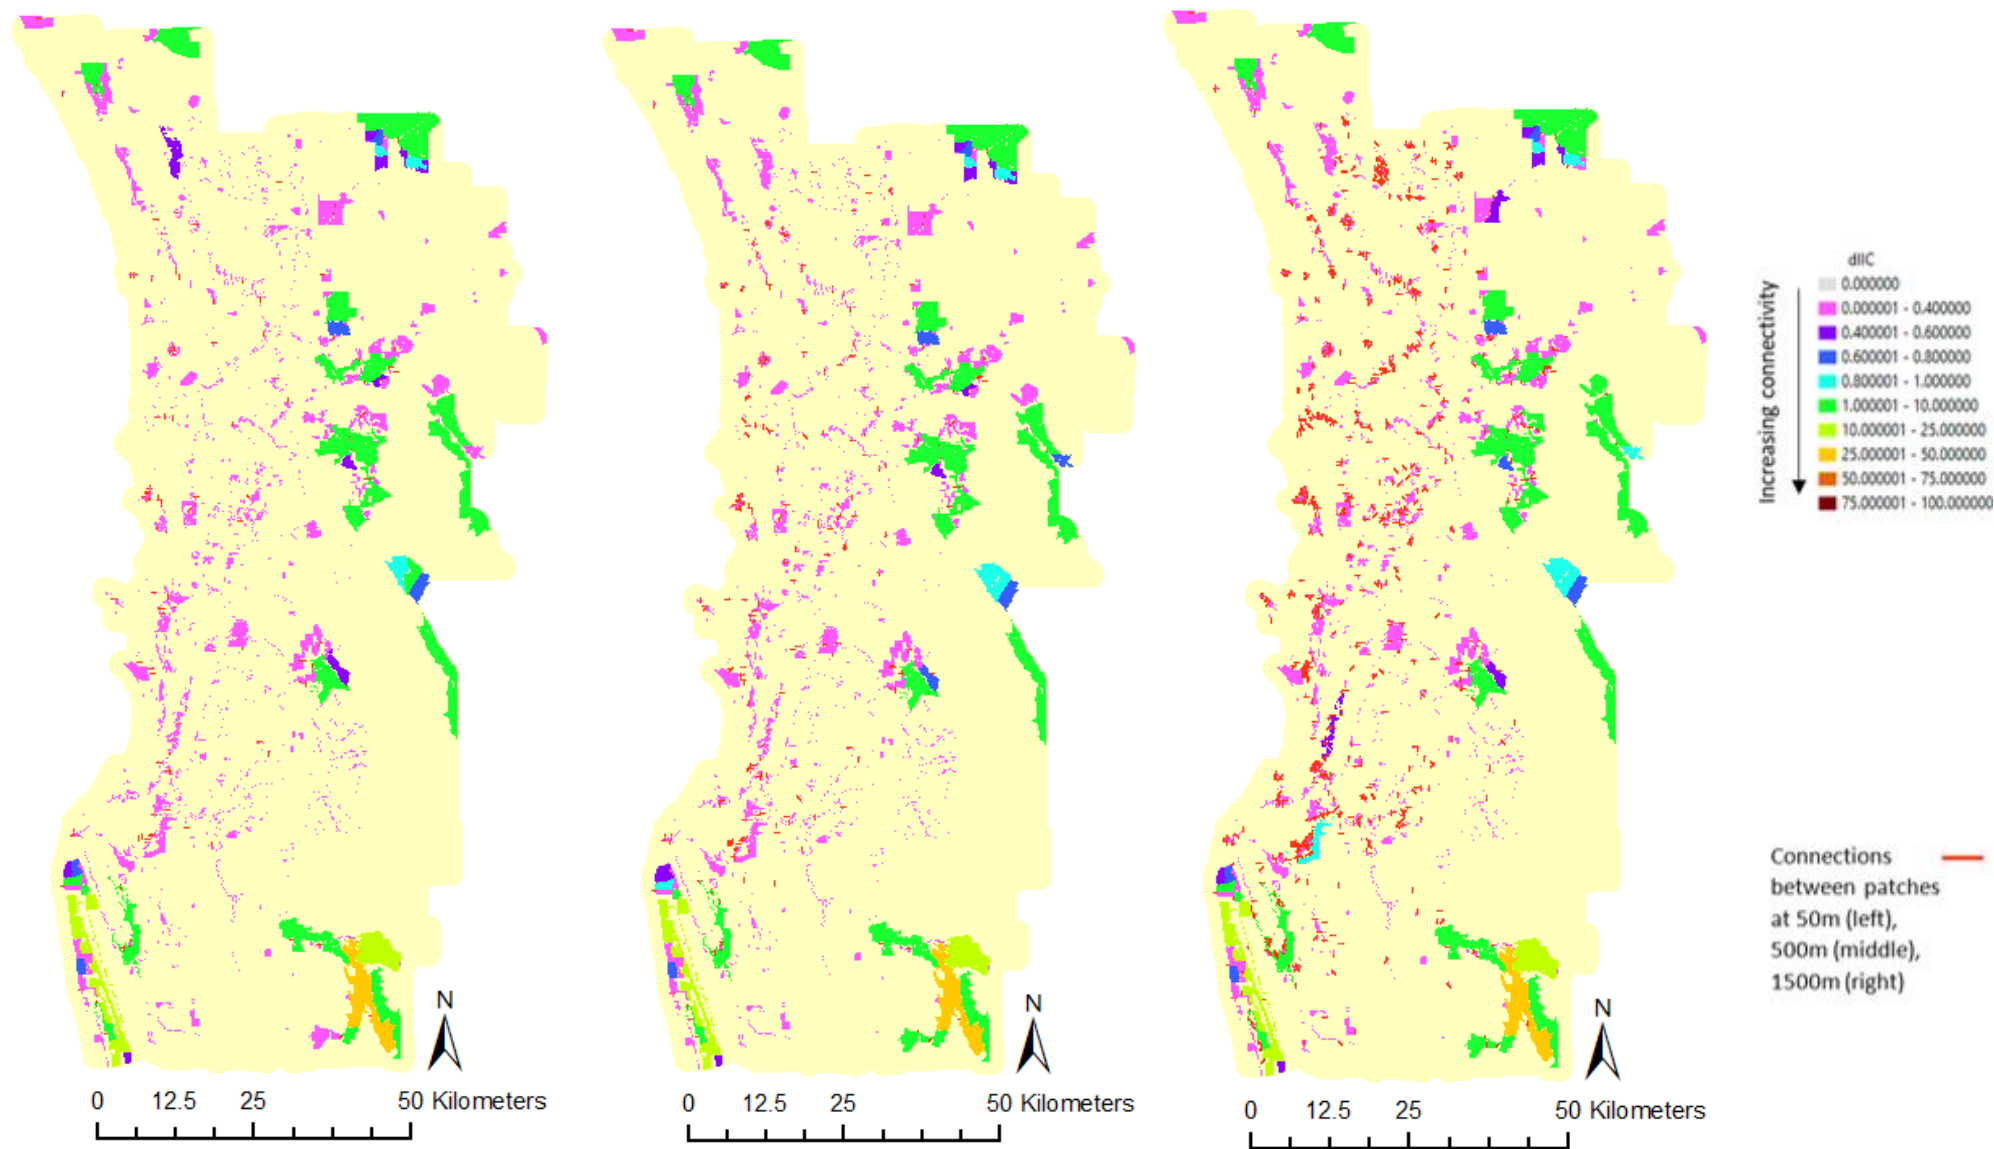 dIIC
Increasing connectivity
0.000000
0.000001 - 0.400000
0.400001 - 0.600000
0.600001 - 0.800000
0.800001 - 1.000000
1.000001 - 10.000000
10.000001 - 25.000000
25.000001 - 50.000000
50.000001 - 75.000000
75.000001 - 100.000000
Connections
between patches
at 50m (left),
500m (middle),
1500m (right)
N
N
N
0 12.5 25 50 Kilometers
0 12.5 25 50 Kilometers
0 12.5 25 50 Kilometers